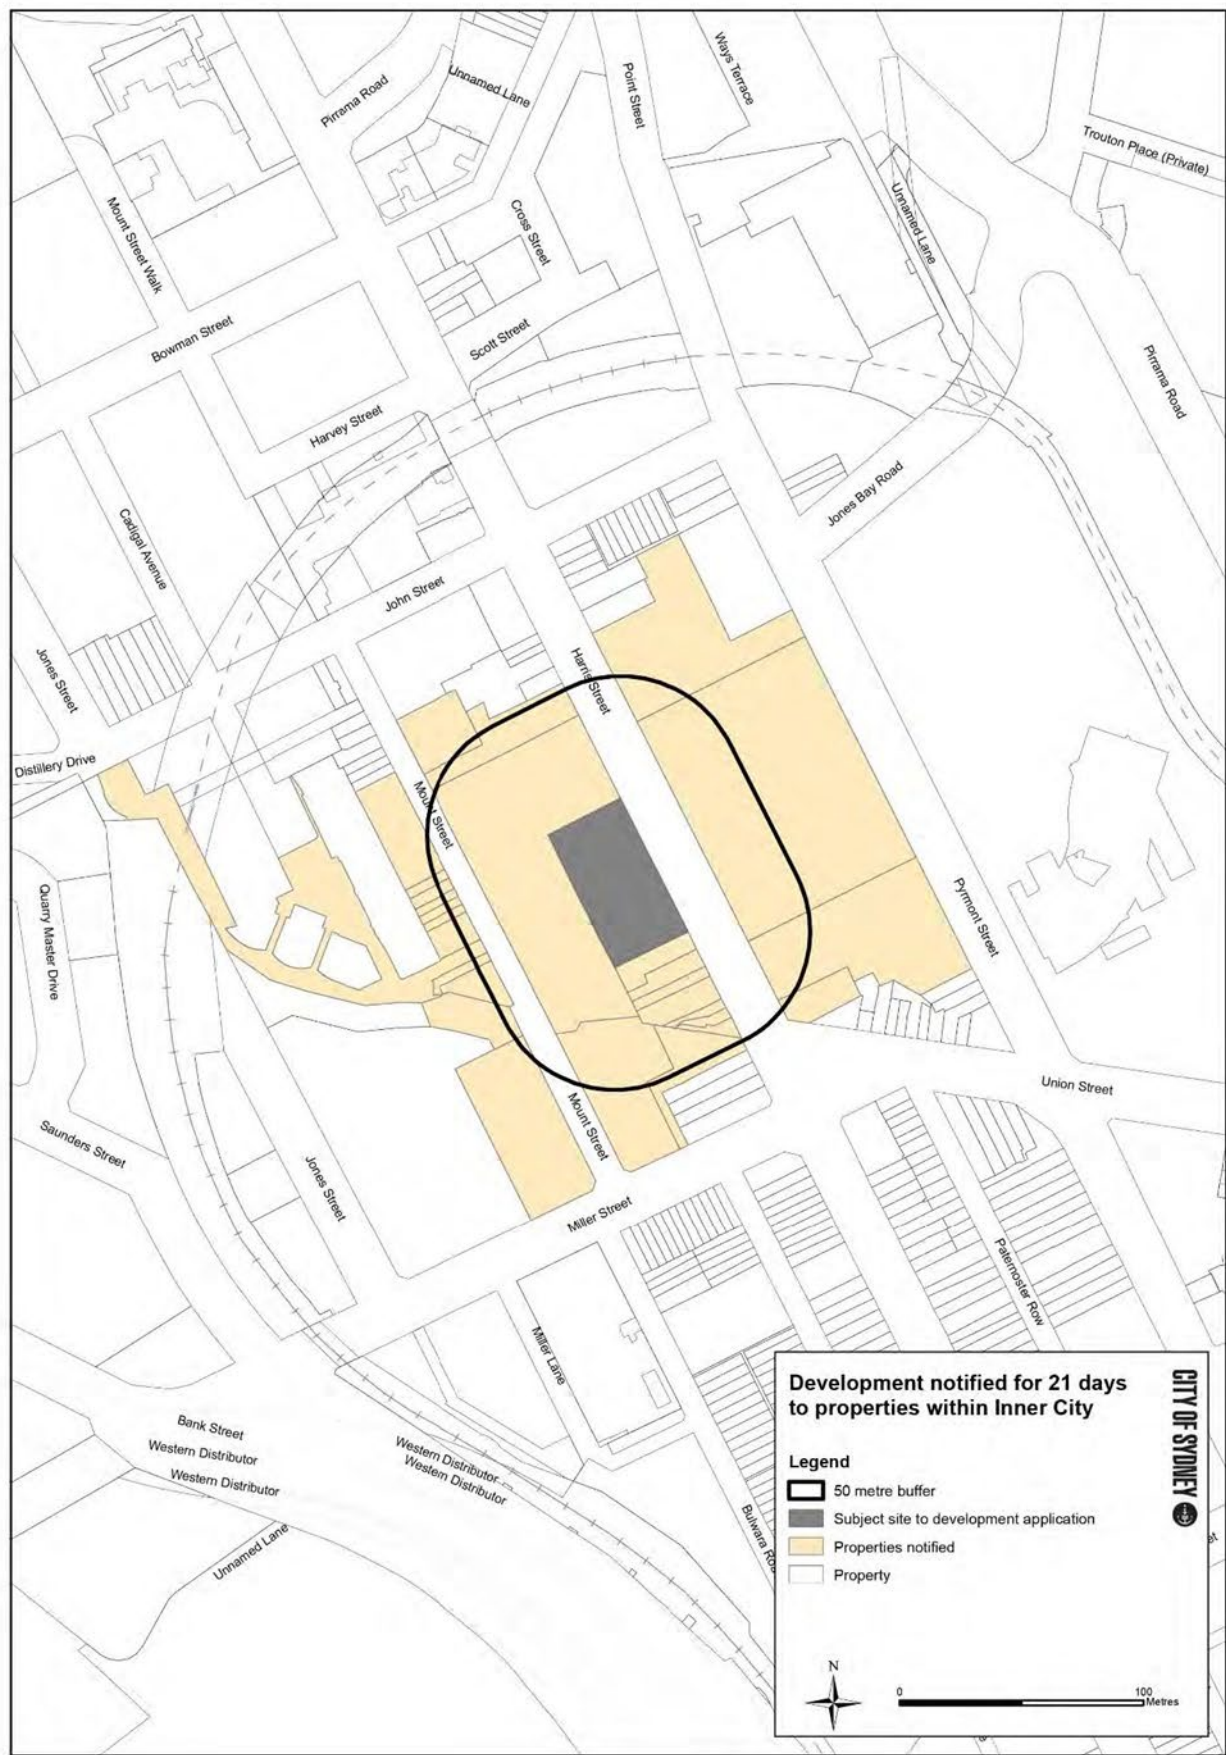 Ways Terrace
Point Street
Unnamed Lane
Pirrama Road
Trouton Place (Private)
Unnamed Lane
Mount Street Walk
Cross Street
Bowman Street
Scott Street
Pirrama Road
Harvey Street
Jones Bay Road
Cadigal Avenue
John Street
Jones Street
Harris Street
Distillery Drive
Mount Street
Quarry Master Drive
Pyrmont Street
Union Street
Mount Street
Saunders Street
Jones Street
Miller Street
Paternoster Row
Miller Lane
Bank Street
Western Distributor
Western Distributor
Western Distributor
Western Distributor
Unnamed Lane
Bulwara
Development notified for 21 days
to properties within Inner City
CITY OF SYDNEY
Legend
50 metre buffer
Subject site to development application
Properties notified
Property
N
0
100
Metres